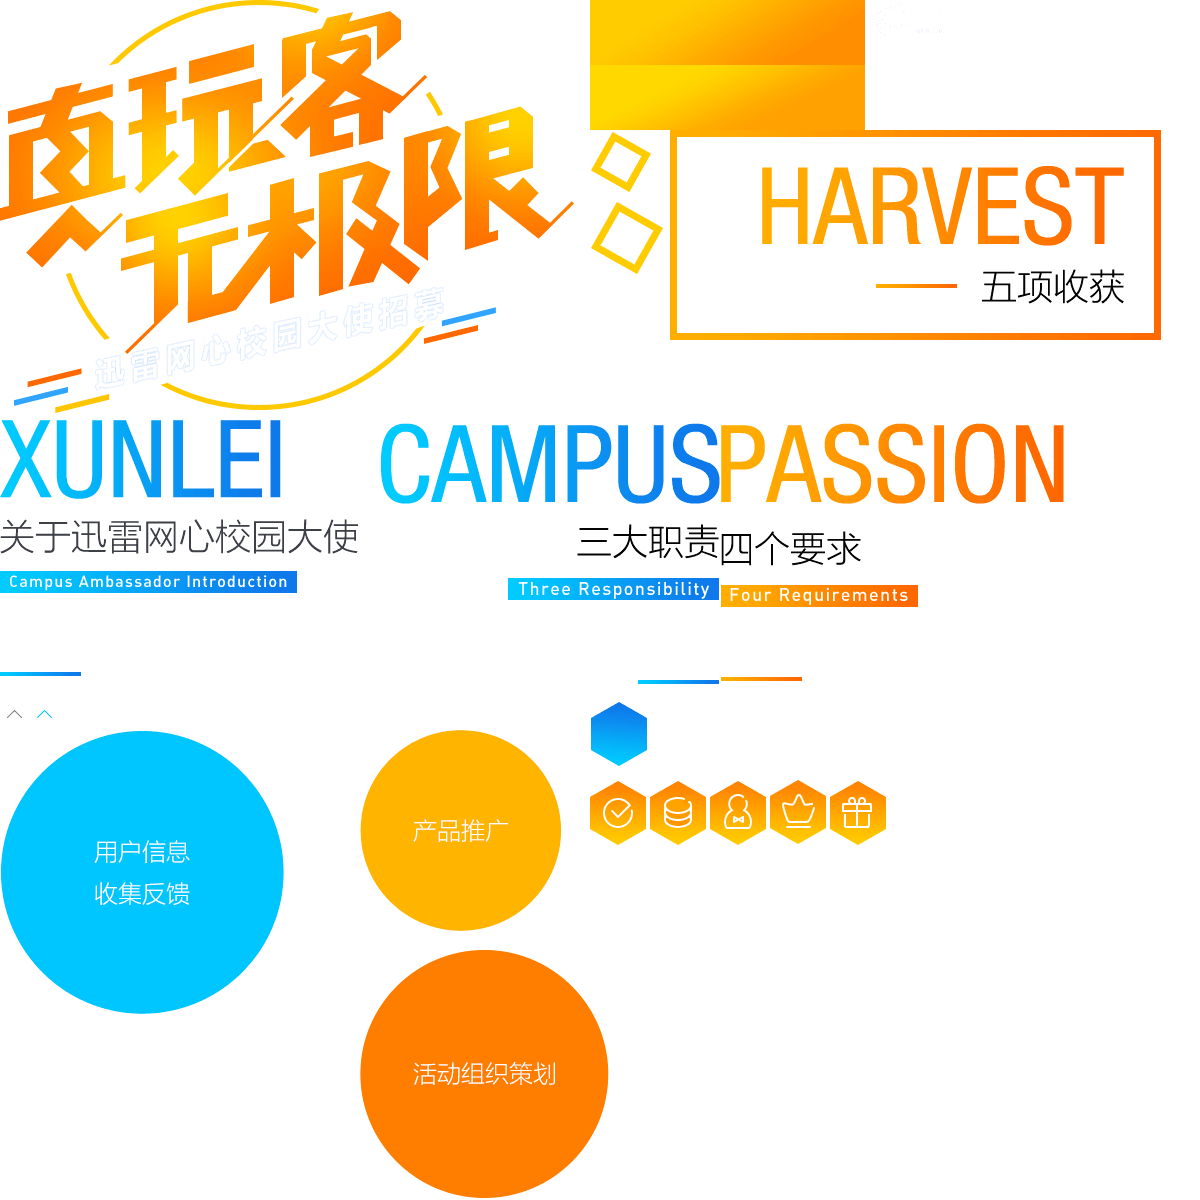 真玩客
无极限
迅雷网心校园大使招募
HARVEST
五项收获
XUNLEI
关于迅雷网心校园大使
Campus Ambassador Introduction
CAMPUS
三大职责
Three Responsibility
PASSION
四个要求
Four Requirements
用户信息
收集反馈
产品推广
活动组织策划